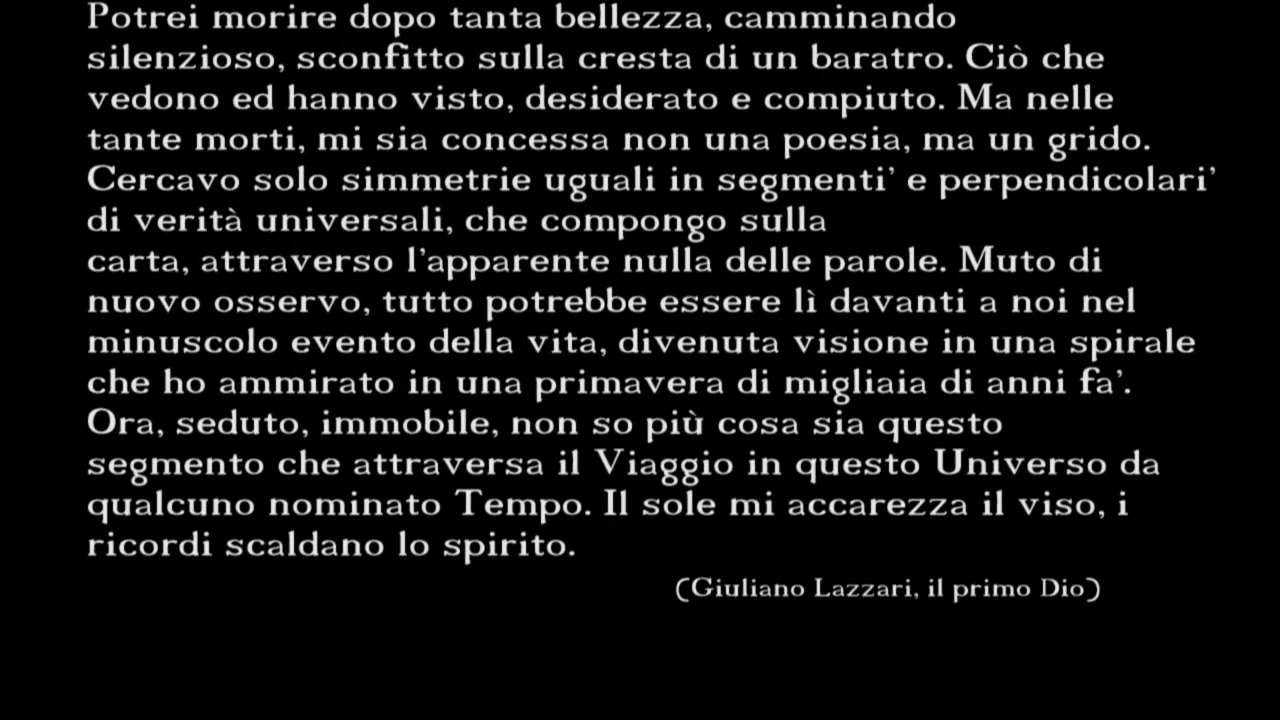 Potrei morire dopo tanta bellezza, camminando
silenzioso, sconfitto sulla cresta di un baratro. Ciò che
vedono ed hanno visto, desiderato e compiuto. Ma nelle
tante morti, mi sia concessa non una poesia, ma un grido.
Cercavo solo simmetrie uguali in segmenti’ e perpendicolari’
di verità universali, che compongo sulla
carta, attraverso l’apparente nulla delle parole. Muto di
nuovo osservo, tutto potrebbe essere lì davanti a noi nel
minuscolo evento della vita, divenuta visione in una spirale
che ho ammirato in una primavera di migliaia di anni fa’.
Ora, seduto, immobile, non so più cosa sia questo
segmento che attraversa il Viaggio in questo Universo da
qualcuno nominato Tempo. Il sole mi accarezza il viso, i
ricordi scaldano lo spirito.
(Giuliano Lazzari, il primo Dio)